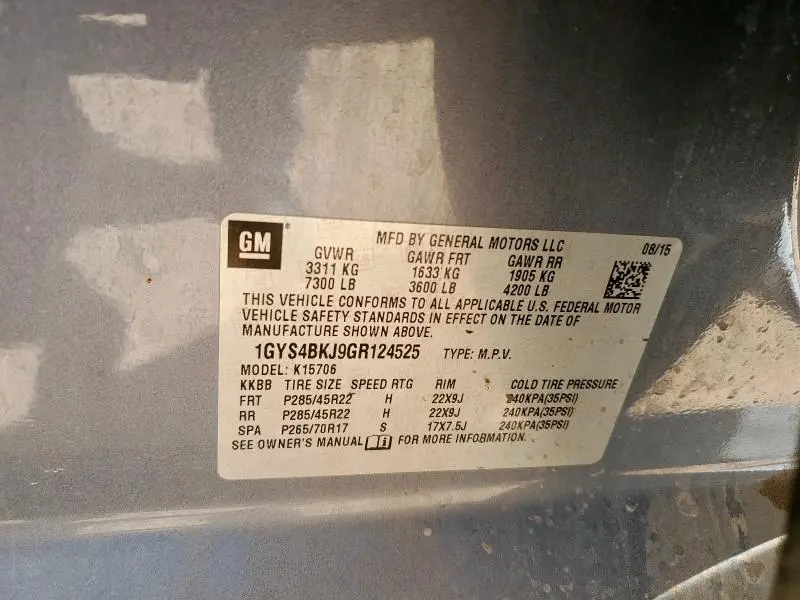 GM ® MFD BY GENERAL MOTORS LLC 08/15
GVWR GAWR FRT GAWR RR
3311 KG 1633 KG 1905 KG
7300 LB 3600 LB 4200 LB
THIS VEHICLE CONFORMS TO ALL APPLICABLE U.S. FEDERAL MOTOR
VEHICLE SAFETY STANDARDS IN EFFECT ON THE DATE OF
MANUFACTURE SHOWN ABOVE.
1GYS4BKJ9GR124525 TYPE: M.P.V.
MODEL: K15706
KKBB TIRE SIZE SPEED RTG RIM COLD TIRE PRESSURE
FRT P285/45R22 H 22X9J 240KPA(35PSI)
RR P285/45R22 H 22X9J 240KPA(35PSI)
SPA P265/70R17 S 17X7.5J 240KPA(35PSI)
SEE OWNER'S MANUAL FOR MORE INFORMATION.